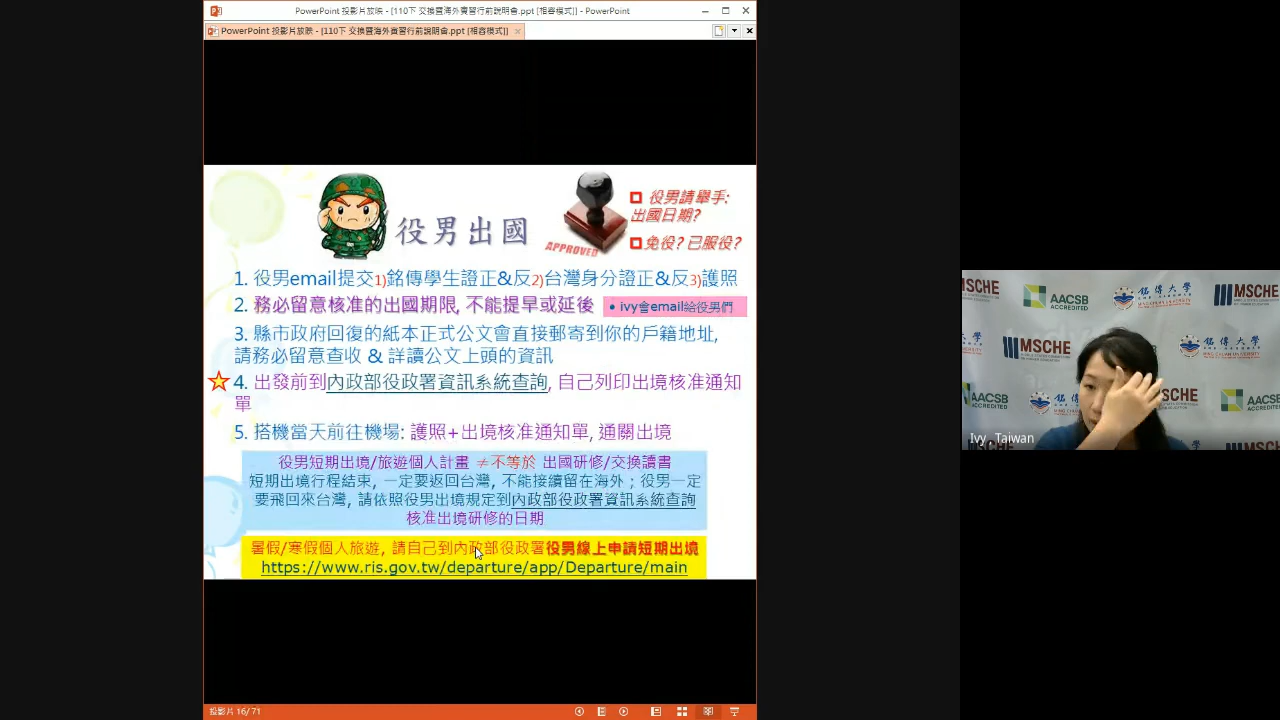 PowerPoint 投影片放映 - [110下 交換暨海外實習行前說明會.ppt [相容模式]] - PowerPoint
PowerPoint 投影片放映 - [110下 交換暨海外實習行前說明會.ppt [相容模式]]
役男出國
APPROVED
役男請舉手:
出國日期?
免役? 已服役?
1. 役男email提交1)銘傳學生證正&反2)台灣身分證正&反3)護照
2. 務必留意核准的出國期限, 不能提早或延後
• ivy會email給役男們
3. 縣市政府回復的紙本正式公文會直接郵寄到你的戶籍地址,
請務必留意查收 & 詳讀公文上頭的資訊
4. 出發前到內政部役政署資訊系統查詢, 自己列印出境核准通知
單
5. 搭機當天前往機場: 護照+出境核准通知單, 通關出境
役男短期出境/旅遊個人計畫 ≠不等於 出國研修/交換讀書
短期出境行程結束, 一定要返回台灣, 不能接續留在海外；役男一定
要飛回來台灣, 請依照役男出境規定到內政部役政署資訊系統查詢
核准出境研修的日期
暑假/寒假個人旅遊, 請自己到內政部役政署役男線上申請短期出境
https://www.ris.gov.tw/departure/app/Departure/main
投影片 16/71
MSCHE
AACSB
ACCREDITED
銘傳大學
MSCHE
MSCHE
MING CHUAN UNIVERSITY
AACSB
ACCREDITED
銘傳
MSCHE
AACSB
ACCREDITED
Ivy , Taiwan